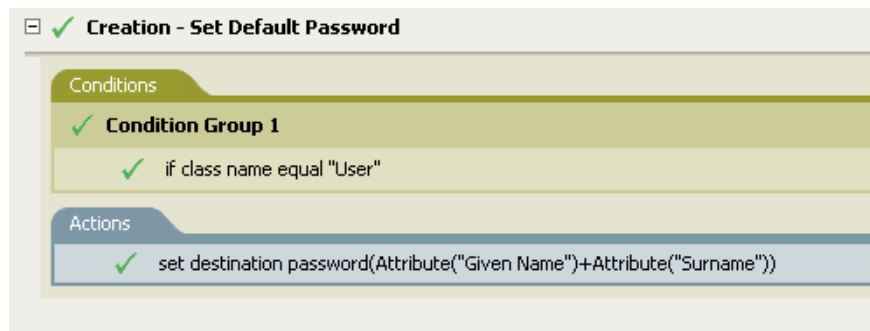 Creation - Set Default Password
Conditions
Condition Group 1
if class name equal "User"
Actions
set destination password(Attribute("Given Name")+Attribute("Surname"))